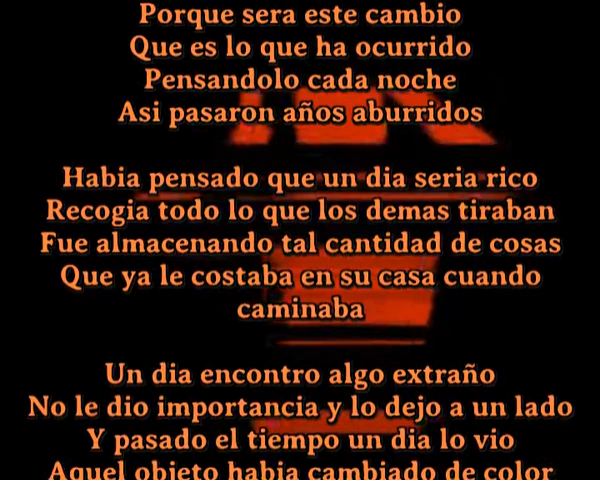 Porque sera este cambio
Que es lo que ha ocurrido
Pensandolo cada noche
Asi pasaron años aburridos
Habia pensado que un dia seria rico
Recogia todo lo que los demas tiraban
Fue almacenando tal cantidad de cosas
Que ya le costaba en su casa cuando
caminaba
Un dia encontro algo extraño
No le dio importancia y lo dejo a un lado
Y pasado el tiempo un dia lo vio
Aquel objeto habia cambiado de color